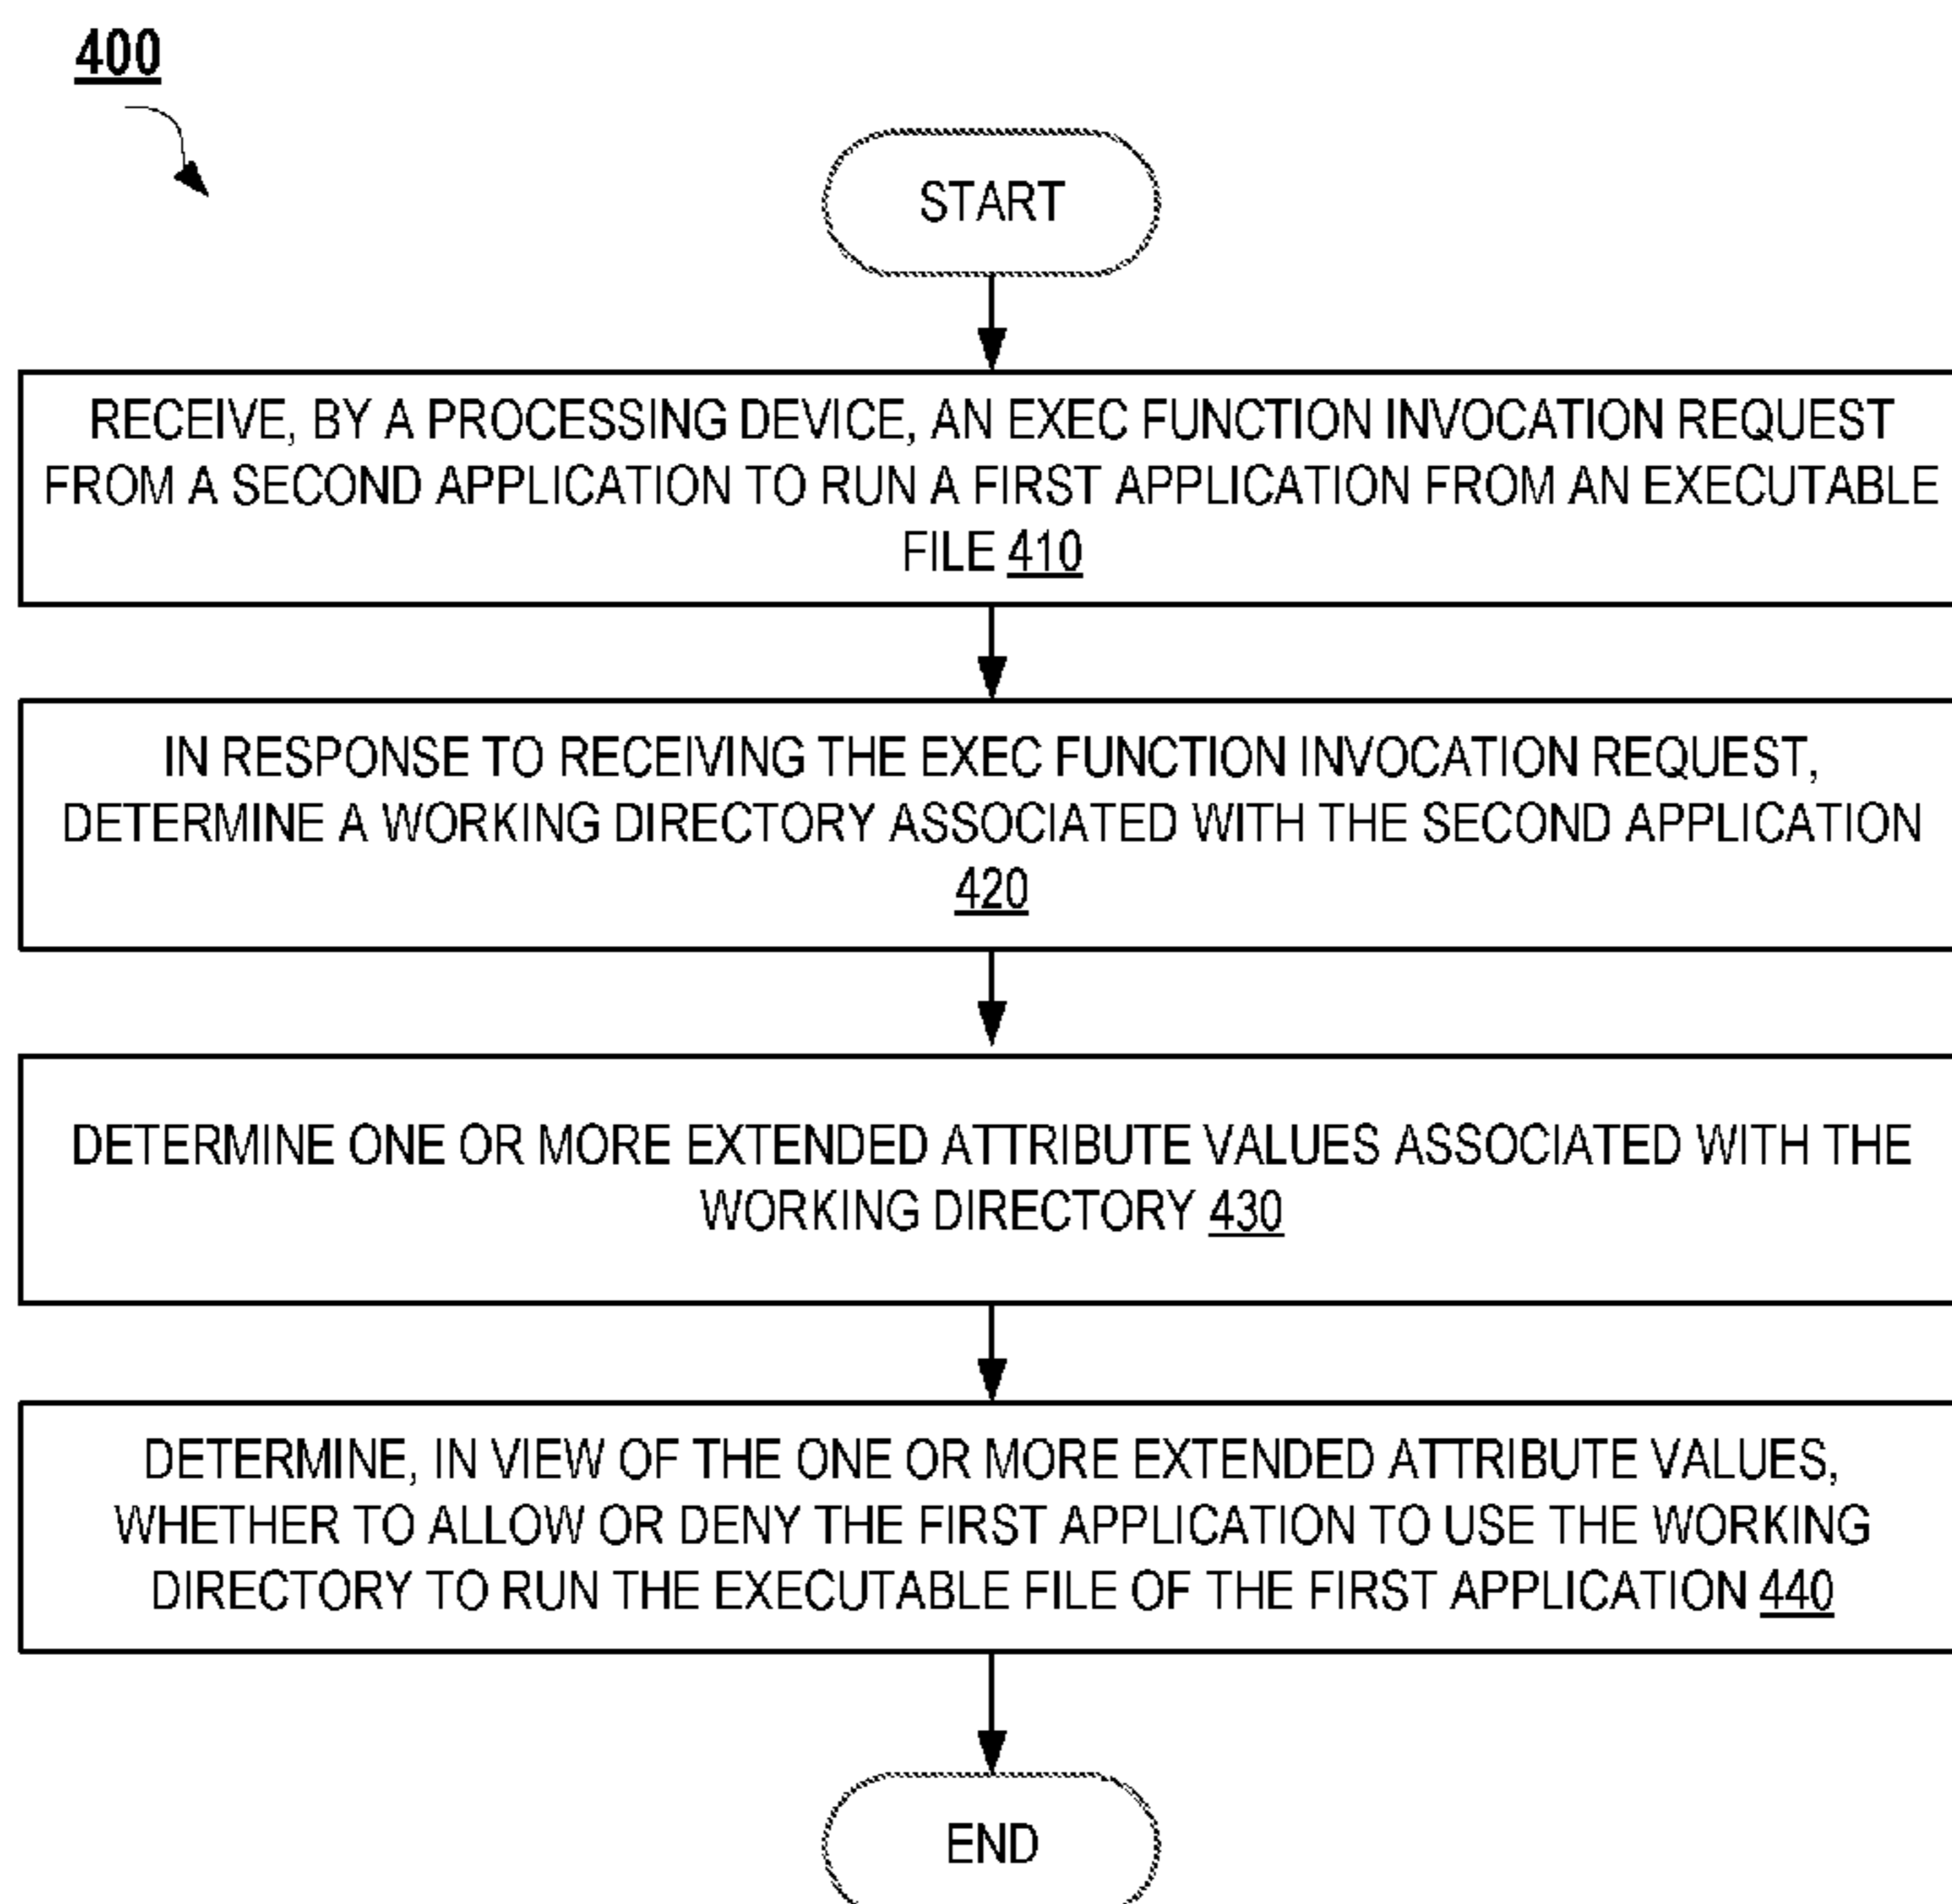 400
START
RECEIVE, BY A PROCESSING DEVICE, AN EXEC FUNCTION INVOCATION REQUEST
FROM A SECOND APPLICATION TO RUN A FIRST APPLICATION FROM AN EXECUTABLE
FILE 410
IN RESPONSE TO RECEIVING THE EXEC FUNCTION INVOCATION REQUEST,
DETERMINE A WORKING DIRECTORY ASSOCIATED WITH THE SECOND APPLICATION
420
DETERMINE ONE OR MORE EXTENDED ATTRIBUTE VALUES ASSOCIATED WITH THE
WORKING DIRECTORY 430
DETERMINE, IN VIEW OF THE ONE OR MORE EXTENDED ATTRIBUTE VALUES,
WHETHER TO ALLOW OR DENY THE FIRST APPLICATION TO USE THE WORKING
DIRECTORY TO RUN THE EXECUTABLE FILE OF THE FIRST APPLICATION 440
END